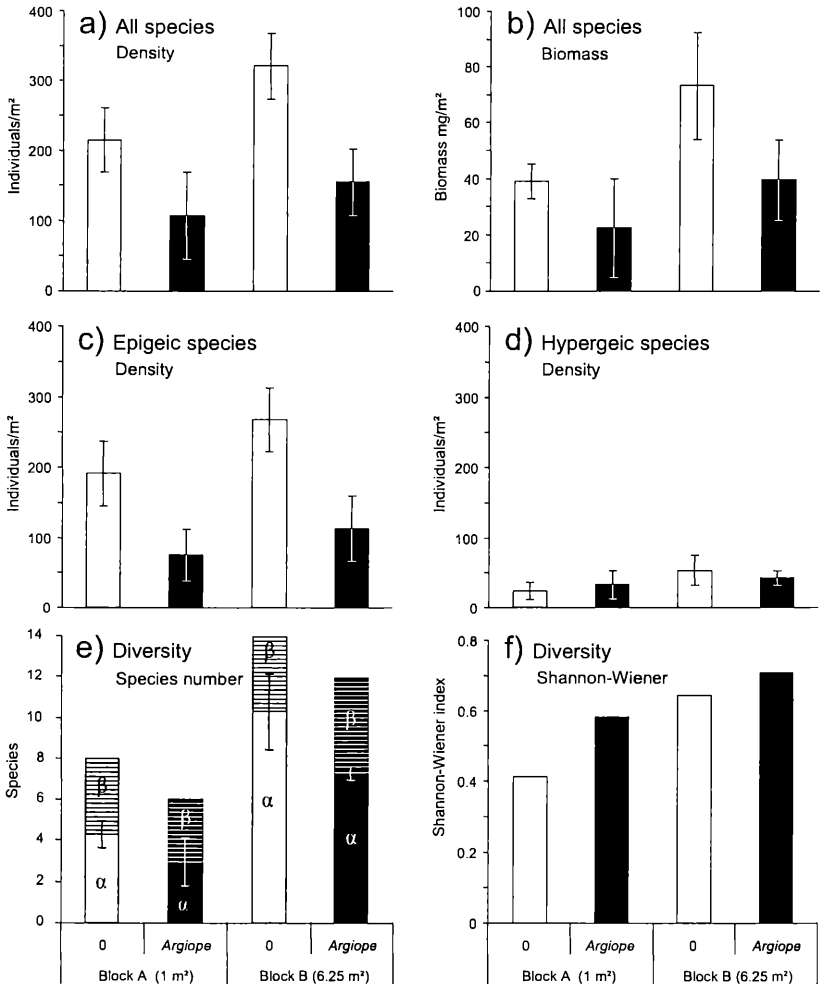 a) All species
Density
Individuals/m²
400
300
200
100
0
b) All species
Biomass
Biomass mg/m²
100
80
60
40
20
0
c) Epigeic species
Density
Individuals/m²
400
300
200
100
0
d) Hypergeic species
Density
Individuals/m²
400
300
200
100
0
e) Diversity
Species number
Species
14
12
10
8
6
4
2
0
β
α
β
α
β
α
β
α
0
Argiope
0
Argiope
Block A (1 m²)
Block B (6.25 m²)
f) Diversity
Shannon-Wiener
Shannon-Wiener index
0.8
0.6
0.4
0.2
0
0
Argiope
0
Argiope
Block A (1 m²)
Block B (6.25 m²)